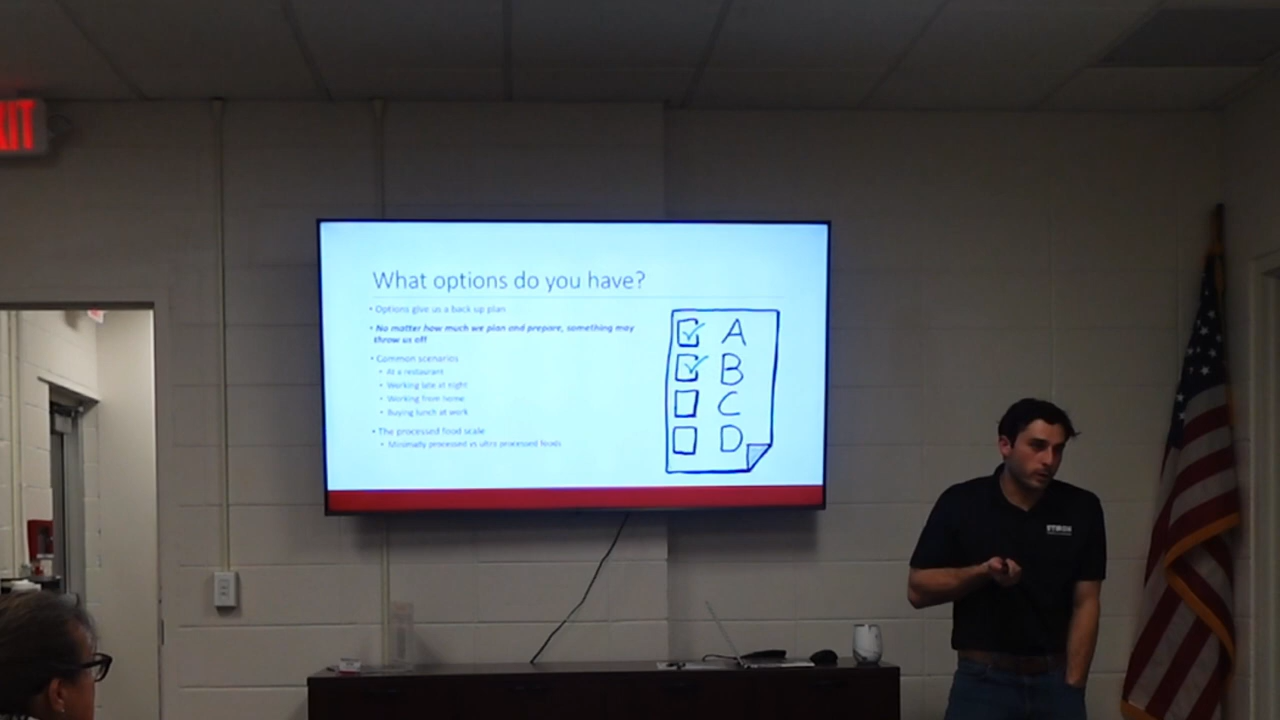 XIT
What options do you have?
• Options give us a back up plan
• No matter how much we plan and prepare, something may
throw us off
• Common scenarios
• At a restaurant
• Working late at night
• Working from home
• Buying lunch at work
• The processed food scale
• Minimally processed vs ultra processed foods
A
B
C
D